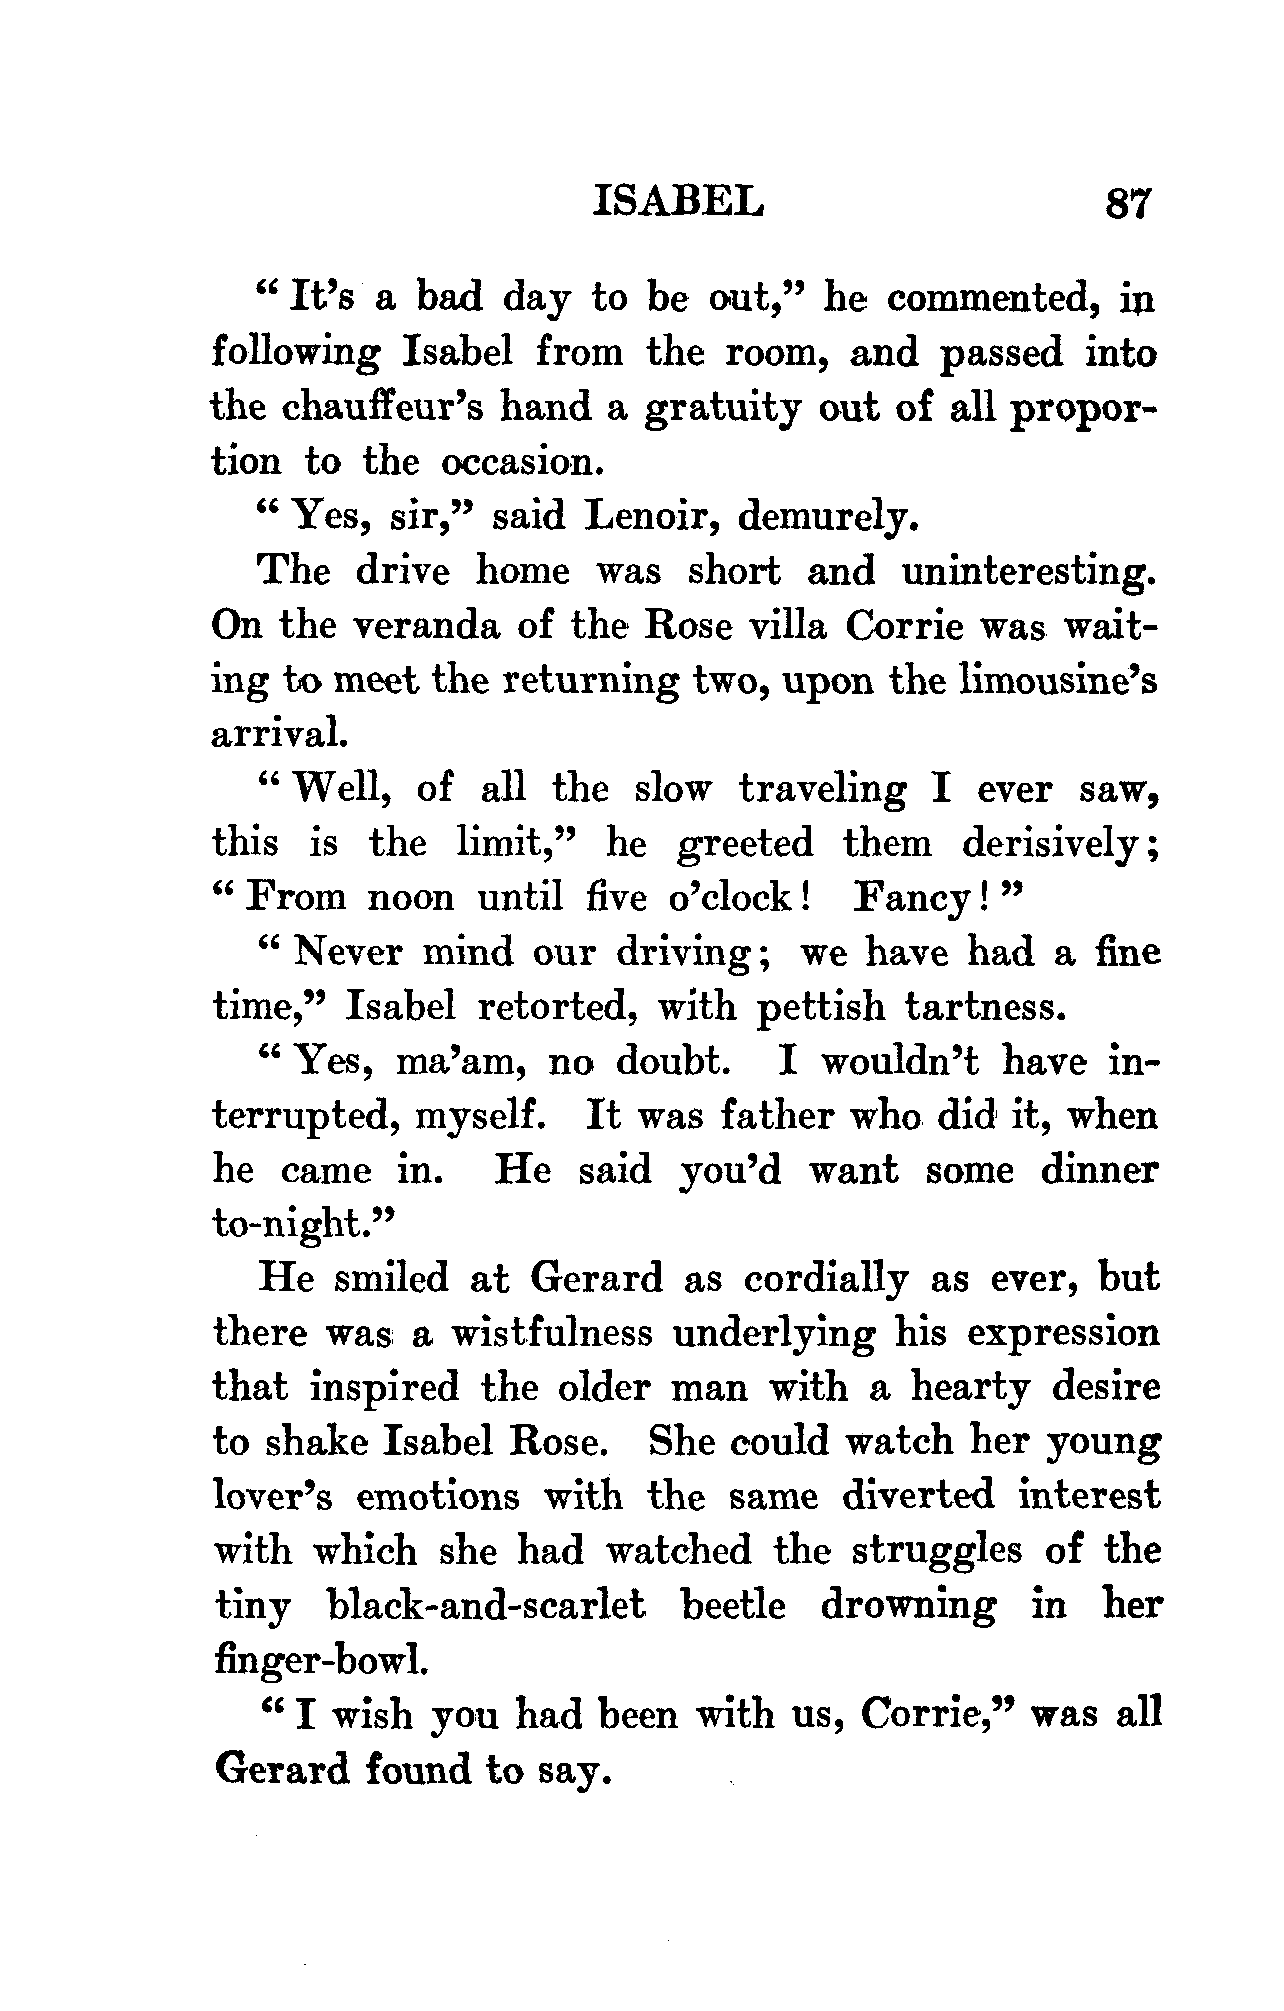 ISABEL 87
“ It’s a bad day to be out,” he commented, in
following Isabel from the room, and passed into
the chauffeur’s hand a gratuity out of all propor-
tion to the occasion.
“ Yes, sir,” said Lenoir, demurely.
The drive home was short and uninteresting.
On the veranda of the Rose villa Corrie was wait-
ing to meet the returning two, upon the limousine’s
arrival.
“ Well, of all the slow traveling I ever saw,
this is the limit,” he greeted them derisively;
“ From noon until five o’clock! Fancy! ”
“ Never mind our driving; we have had a fine
time,” Isabel retorted, with pettish tartness.
“ Yes, ma’am, no doubt. I wouldn’t have in-
terrupted, myself. It was father who did it, when
he came in. He said you’d want some dinner
to-night.”
He smiled at Gerard as cordially as ever, but
there was a wistfulness underlying his expression
that inspired the older man with a hearty desire
to shake Isabel Rose. She could watch her young
lover’s emotions with the same diverted interest
with which she had watched the struggles of the
tiny black-and-scarlet beetle drowning in her
finger-bowl.
“ I wish you had been with us, Corrie,” was all
Gerard found to say.